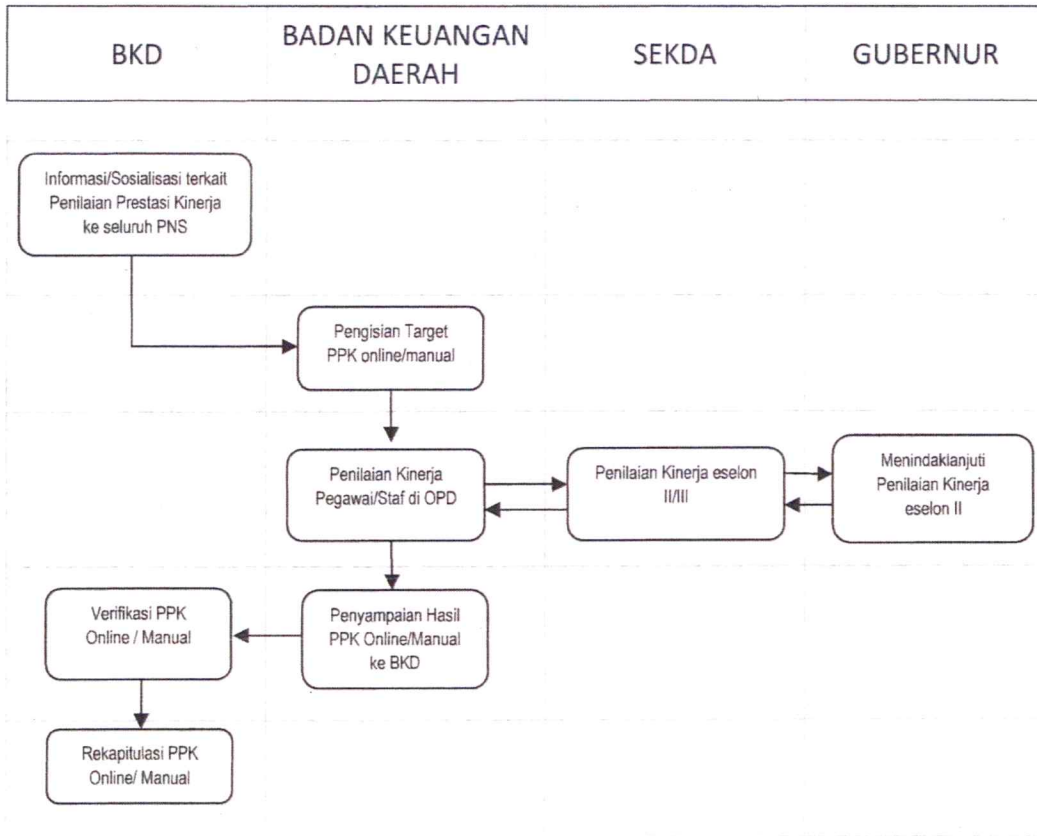 BKD
BADAN KEUANGAN
DAERAH
SEKDA
GUBERNUR
Informasi/Sosialisasi terkait
Penilaian Prestasi Kinerja
ke seluruh PNS
Pengisian Target
PPK online/manual
Penilaian Kinerja
Pegawai/Staf di OPD
Penilaian Kinerja eselon
II/III
Menindaklanjuti
Penilaian Kinerja
eselon II
Verifikasi PPK
Online / Manual
Penyampaian Hasil
PPK Online/Manual
ke BKD
Rekapitulasi PPK
Online/ Manual